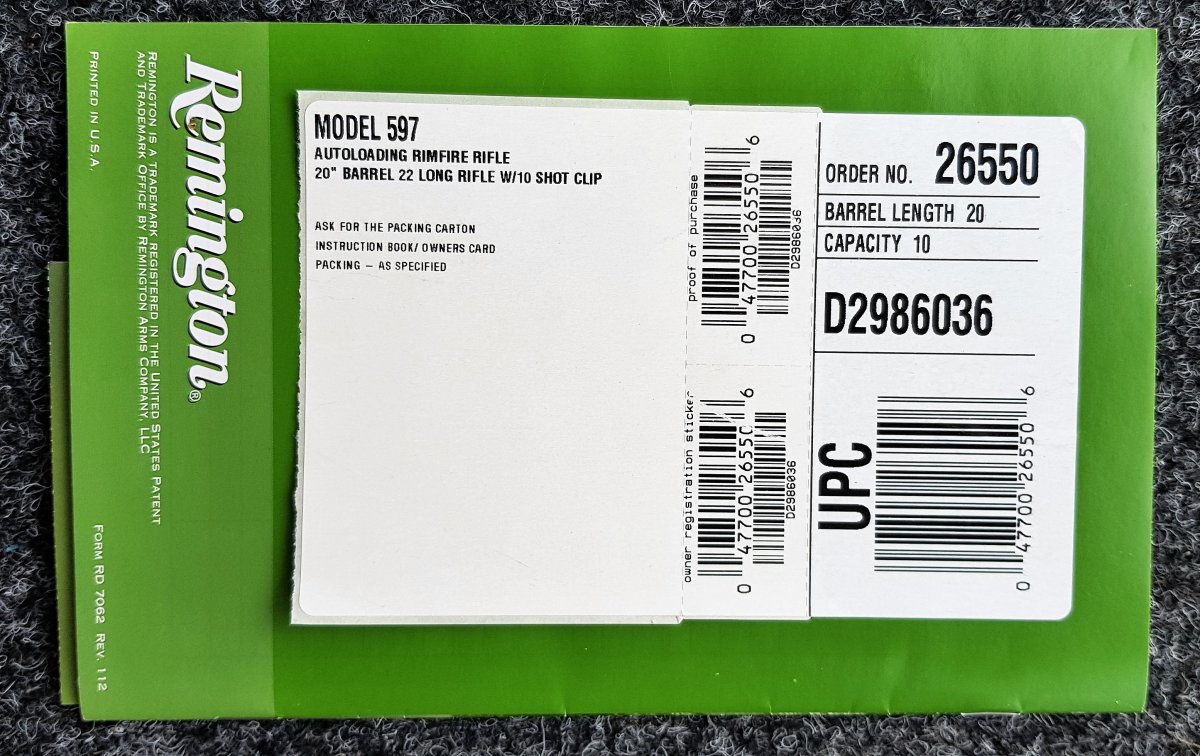 Remington®
REMINGTON IS A TRADEMARK REGISTERED IN THE UNITED STATES PATENT
AND TRADEMARK OFFICE BY REMINGTON ARMS COMPANY, LLC
PRINTED IN U.S.A.
FORM RD 7062 REV. 112
MODEL 597
AUTOLOADING RIMFIRE RIFLE
20" BARREL 22 LONG RIFLE W/10 SHOT CLIP
ASK FOR THE PACKING CARTON
INSTRUCTION BOOK/ OWNERS CARD
PACKING – AS SPECIFIED
proof of purchase
0 47700 26550 6
D2986036
owner registration sticker
0 47700 26550 6
D2986036
ORDER NO. 26550
BARREL LENGTH 20
CAPACITY 10
D2986036
UPC
0 47700 26550 6